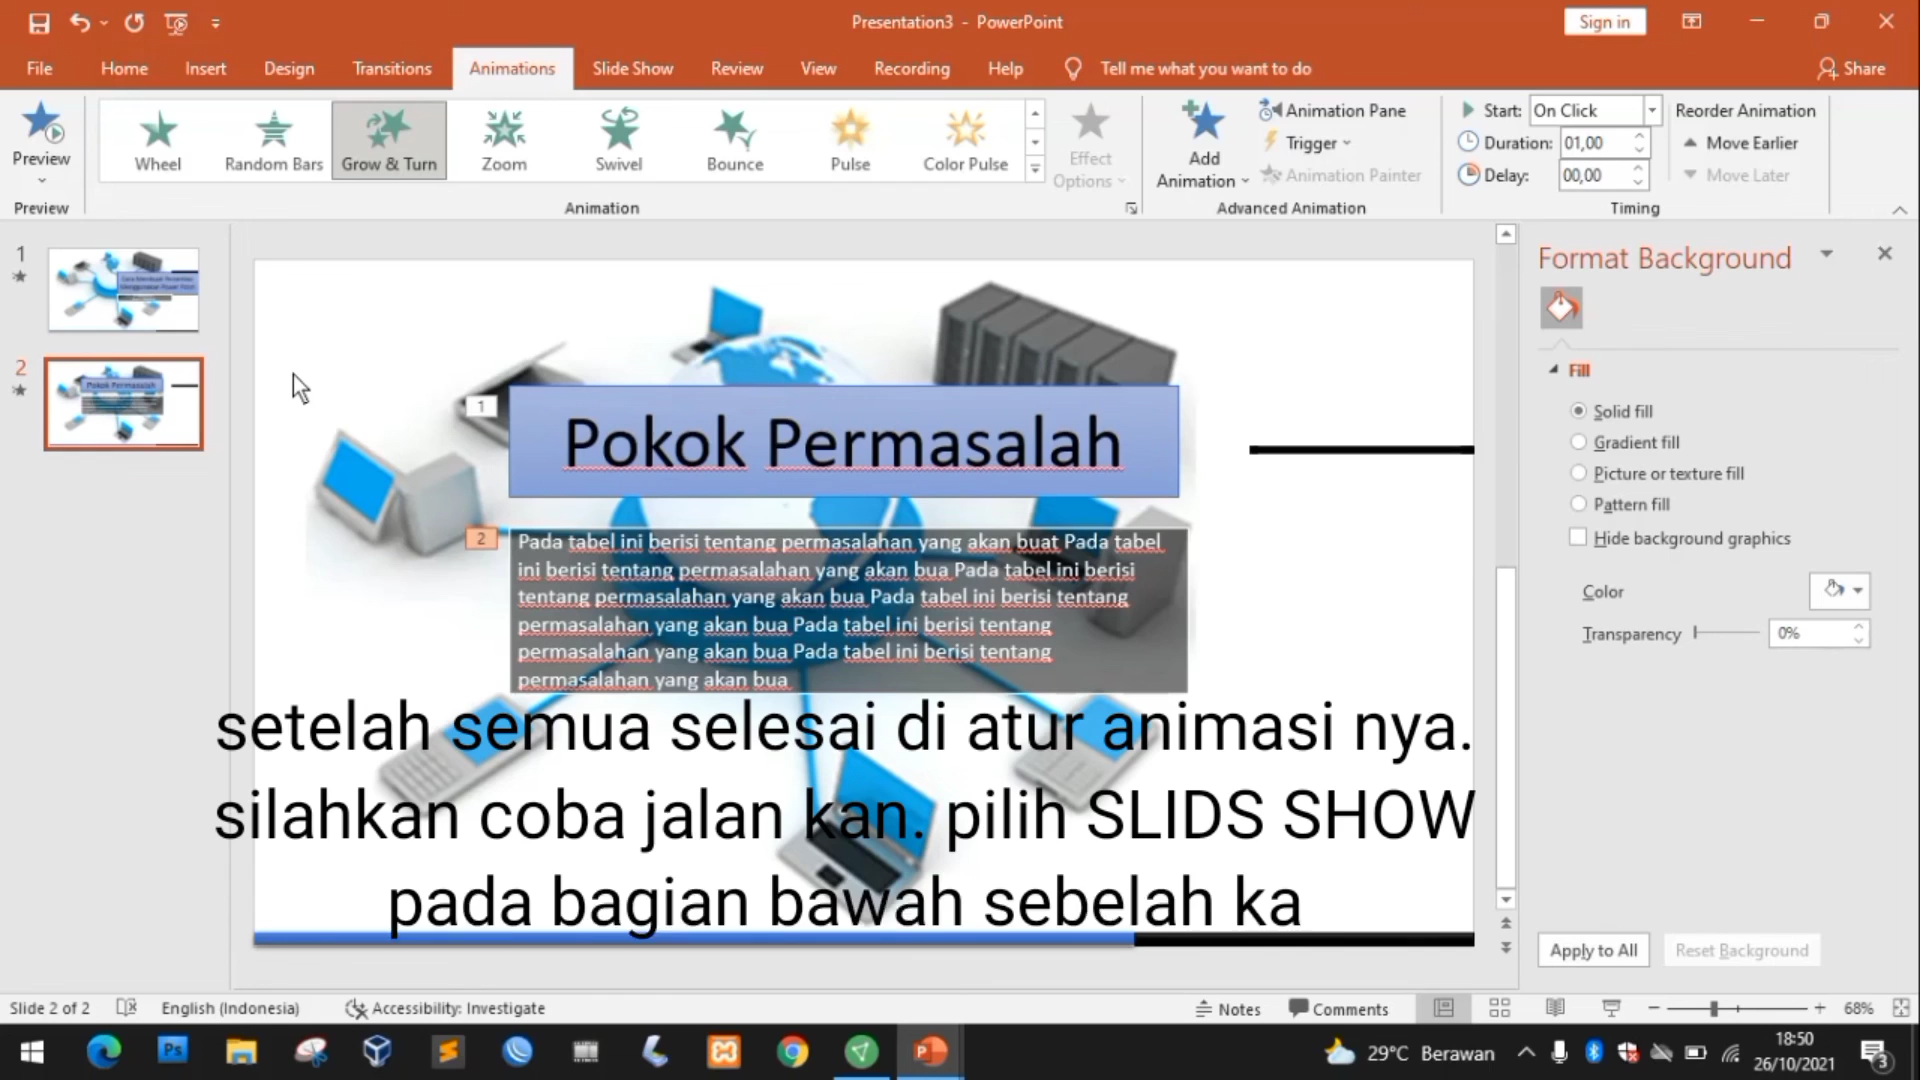 Presentation3 - PowerPoint
Sign in
File Home Insert Design Transitions Animations Slide Show Review View Recording Help Tell me what you want to do Share
Preview
Wheel Random Bars Grow & Turn Zoom Swivel Bounce Pulse Color Pulse
Effect Options
Add Animation
Animation Pane
Trigger
Animation Painter
Start: On Click
Duration: 01,00
Delay: 00,00
Reorder Animation
Move Earlier
Move Later
Preview Animation Advanced Animation Timing
1
2
Pokok Permasalah
1
Pokok Permasalah
2
Pada tabel ini berisi tentang permasalahan yang akan buat Pada tabel
ini berisi tentang permasalahan yang akan bua Pada tabel ini berisi
tentang permasalahan yang akan bua Pada tabel ini berisi tentang
permasalahan yang akan bua Pada tabel ini berisi tentang
permasalahan yang akan bua Pada tabel ini berisi tentang
permasalahan yang akan bua
setelah semua selesai di atur animasi nya.
silahkan coba jalan kan. pilih SLIDS SHOW
pada bagian bawah sebelah ka
Format Background
Fill
Solid fill
Gradient fill
Picture or texture fill
Pattern fill
Hide background graphics
Color
Transparency 0%
Apply to All Reset Background
Slide 2 of 2 English (Indonesia) Accessibility: Investigate Notes Comments 68%
Ps
29°C Berawan
18:50
26/10/2021
3